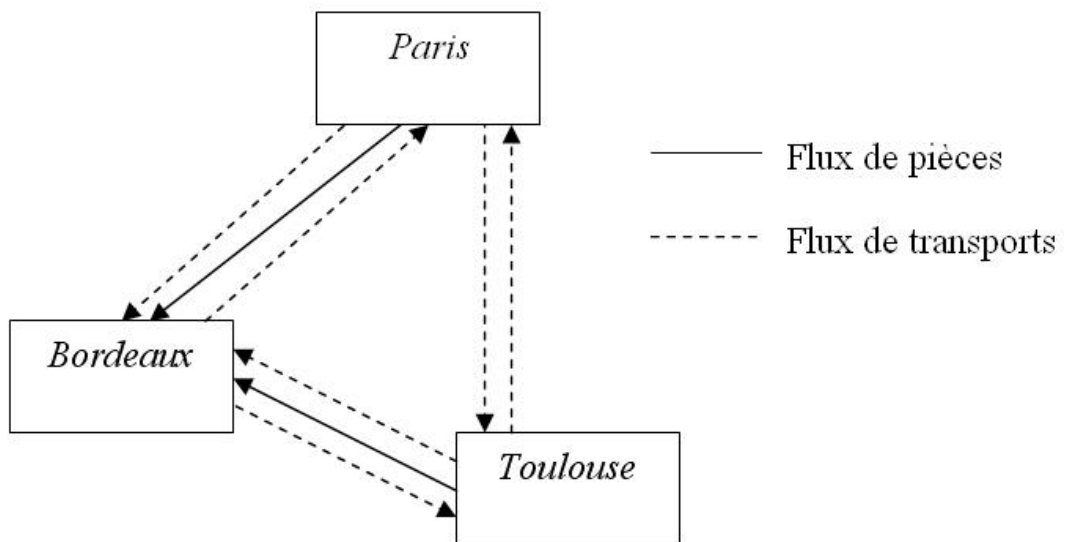 Paris
Flux de pièces
Flux de transports
Bordeaux
Toulouse